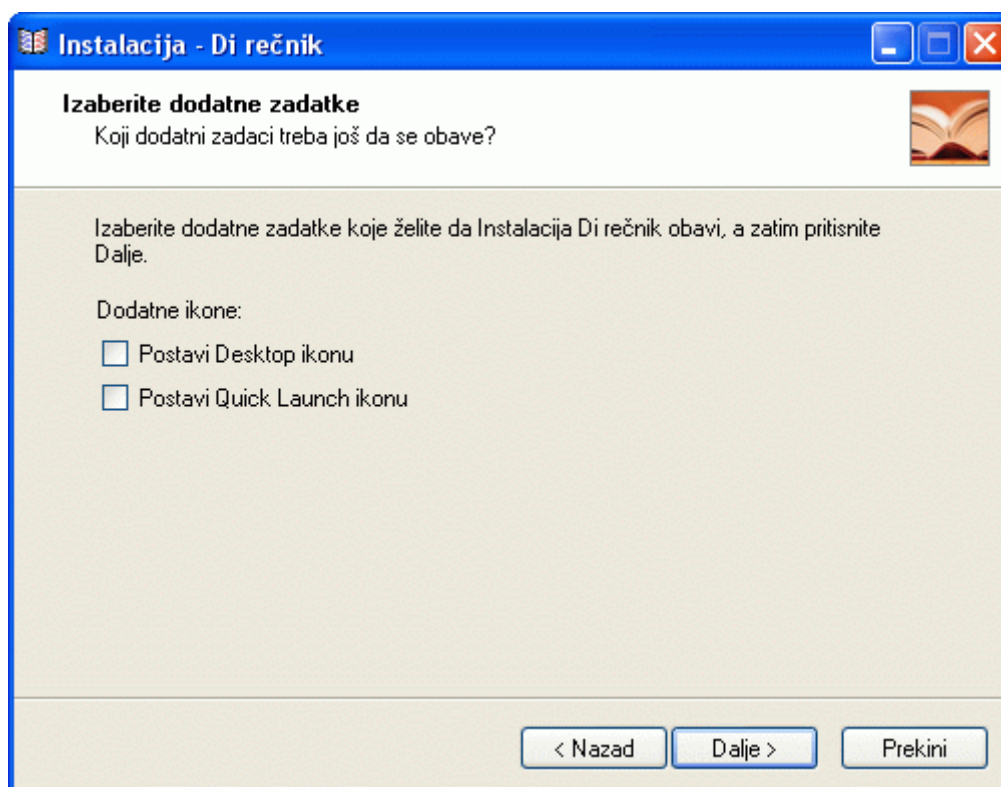 Instalacija - Di rečnik
Izaberite dodatne zadatke
Koji dodatni zadaci treba još da se obave?
Izaberite dodatne zadatke koje želite da Instalacija Di rečnik obavi, a zatim pritisnite
Dalje.
Dodatne ikone:
Postavi Desktop ikonu
Postavi Quick Launch ikonu
< Nazad
Dalje >
Prekini